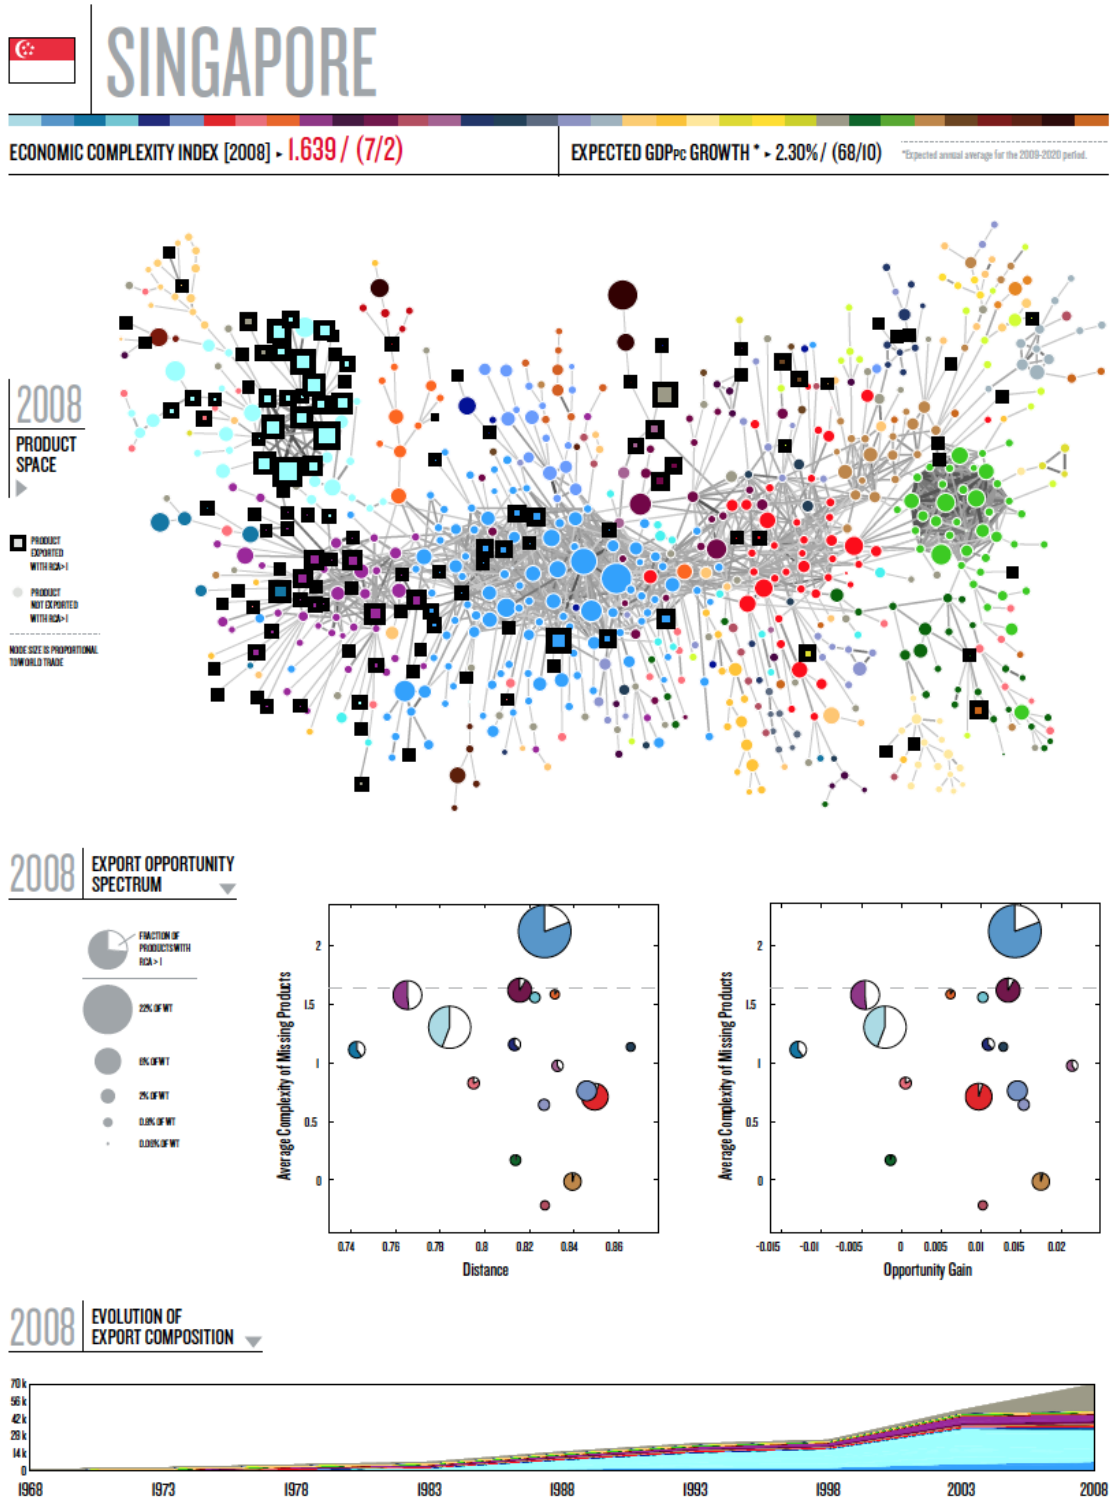 SINGAPORE
ECONOMIC COMPLEXITY INDEX [2008] ▸ 1.639 / (7/2)
EXPECTED GDPPC GROWTH * ▸ 2.30% / (68/10)
*Expected annual average for the 2009-2020 period.
2008
PRODUCT
SPACE
PRODUCT
EXPORTED
WITH RCA>1
PRODUCT
NOT EXPORTED
WITH RCA>1
NODE SIZE IS PROPORTIONAL
TO WORLD TRADE
2008
EXPORT OPPORTUNITY
SPECTRUM
FRACTION OF
PRODUCTS WITH
RCA > 1
22% OF WT
6% OF WT
2% OF WT
0.8% OF WT
0.09% OF WT
Average Complexity of Missing Products
2
1.5
1
0.5
0
0.74 0.76 0.78 0.8 0.82 0.84 0.86
Distance
Average Complexity of Missing Products
2
1.5
1
0.5
0
-0.015 -0.01 -0.005 0 0.005 0.01 0.015 0.02
Opportunity Gain
2008
EVOLUTION OF
EXPORT COMPOSITION
70k
56k
42k
28k
14k
0
1968 1973 1978 1983 1988 1993 1998 2003 2008